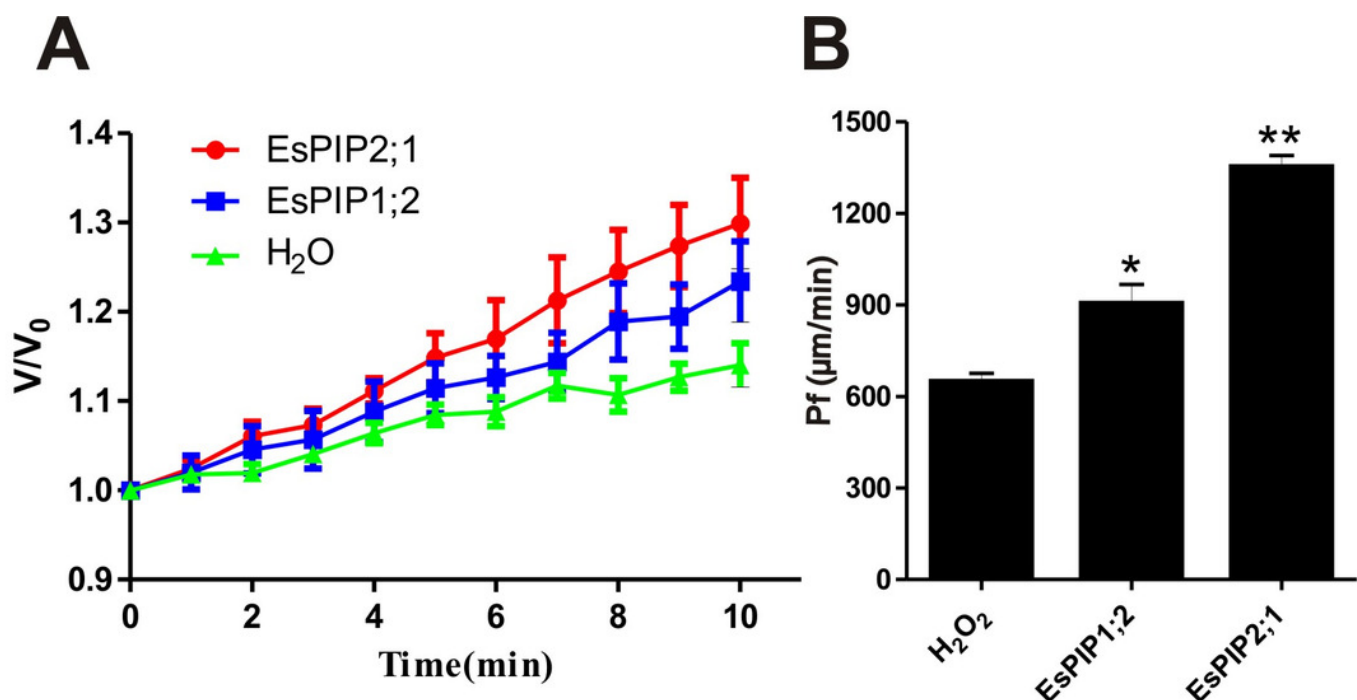 A
V/V₀
1.4
1.3
1.2
1.1
1.0
0.9
EsPIP2;1
EsPIP1;2
H₂O
0 2 4 6 8 10
Time(min)
B
Pf (µm/min)
1500
1200
900
600
300
0
*
**
H₂O₂
EsPIP1;2
EsPIP2;1